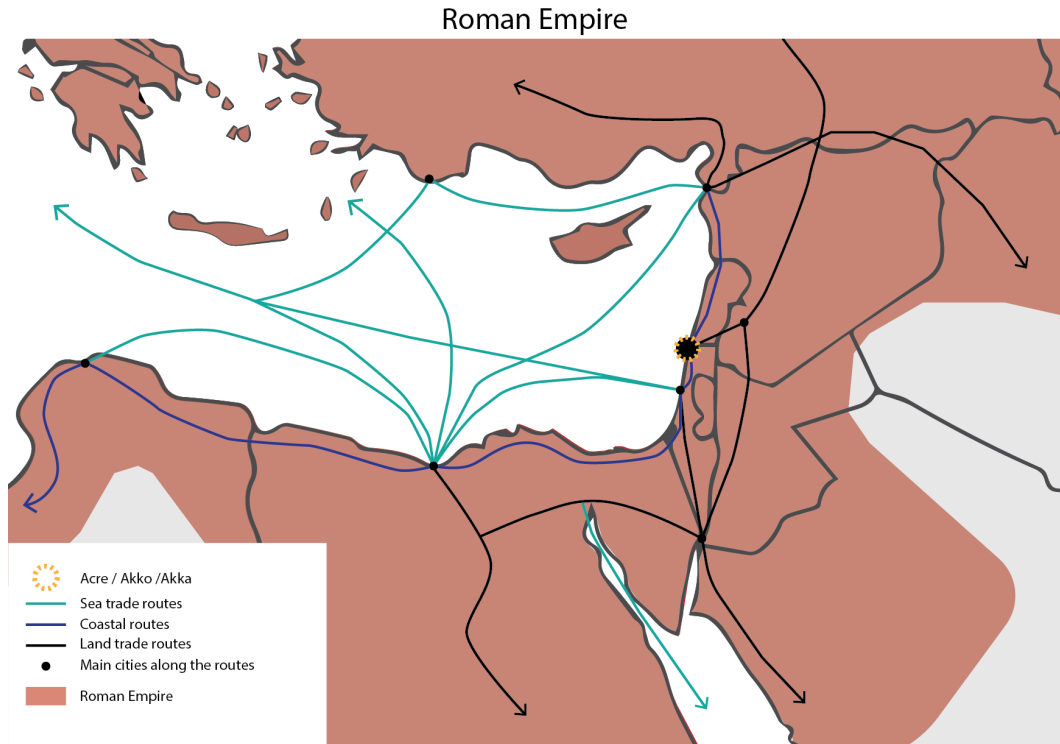 Roman Empire
Acre / Akko /Akka
Sea trade routes
Coastal routes
Land trade routes
Main cities along the routes
Roman Empire